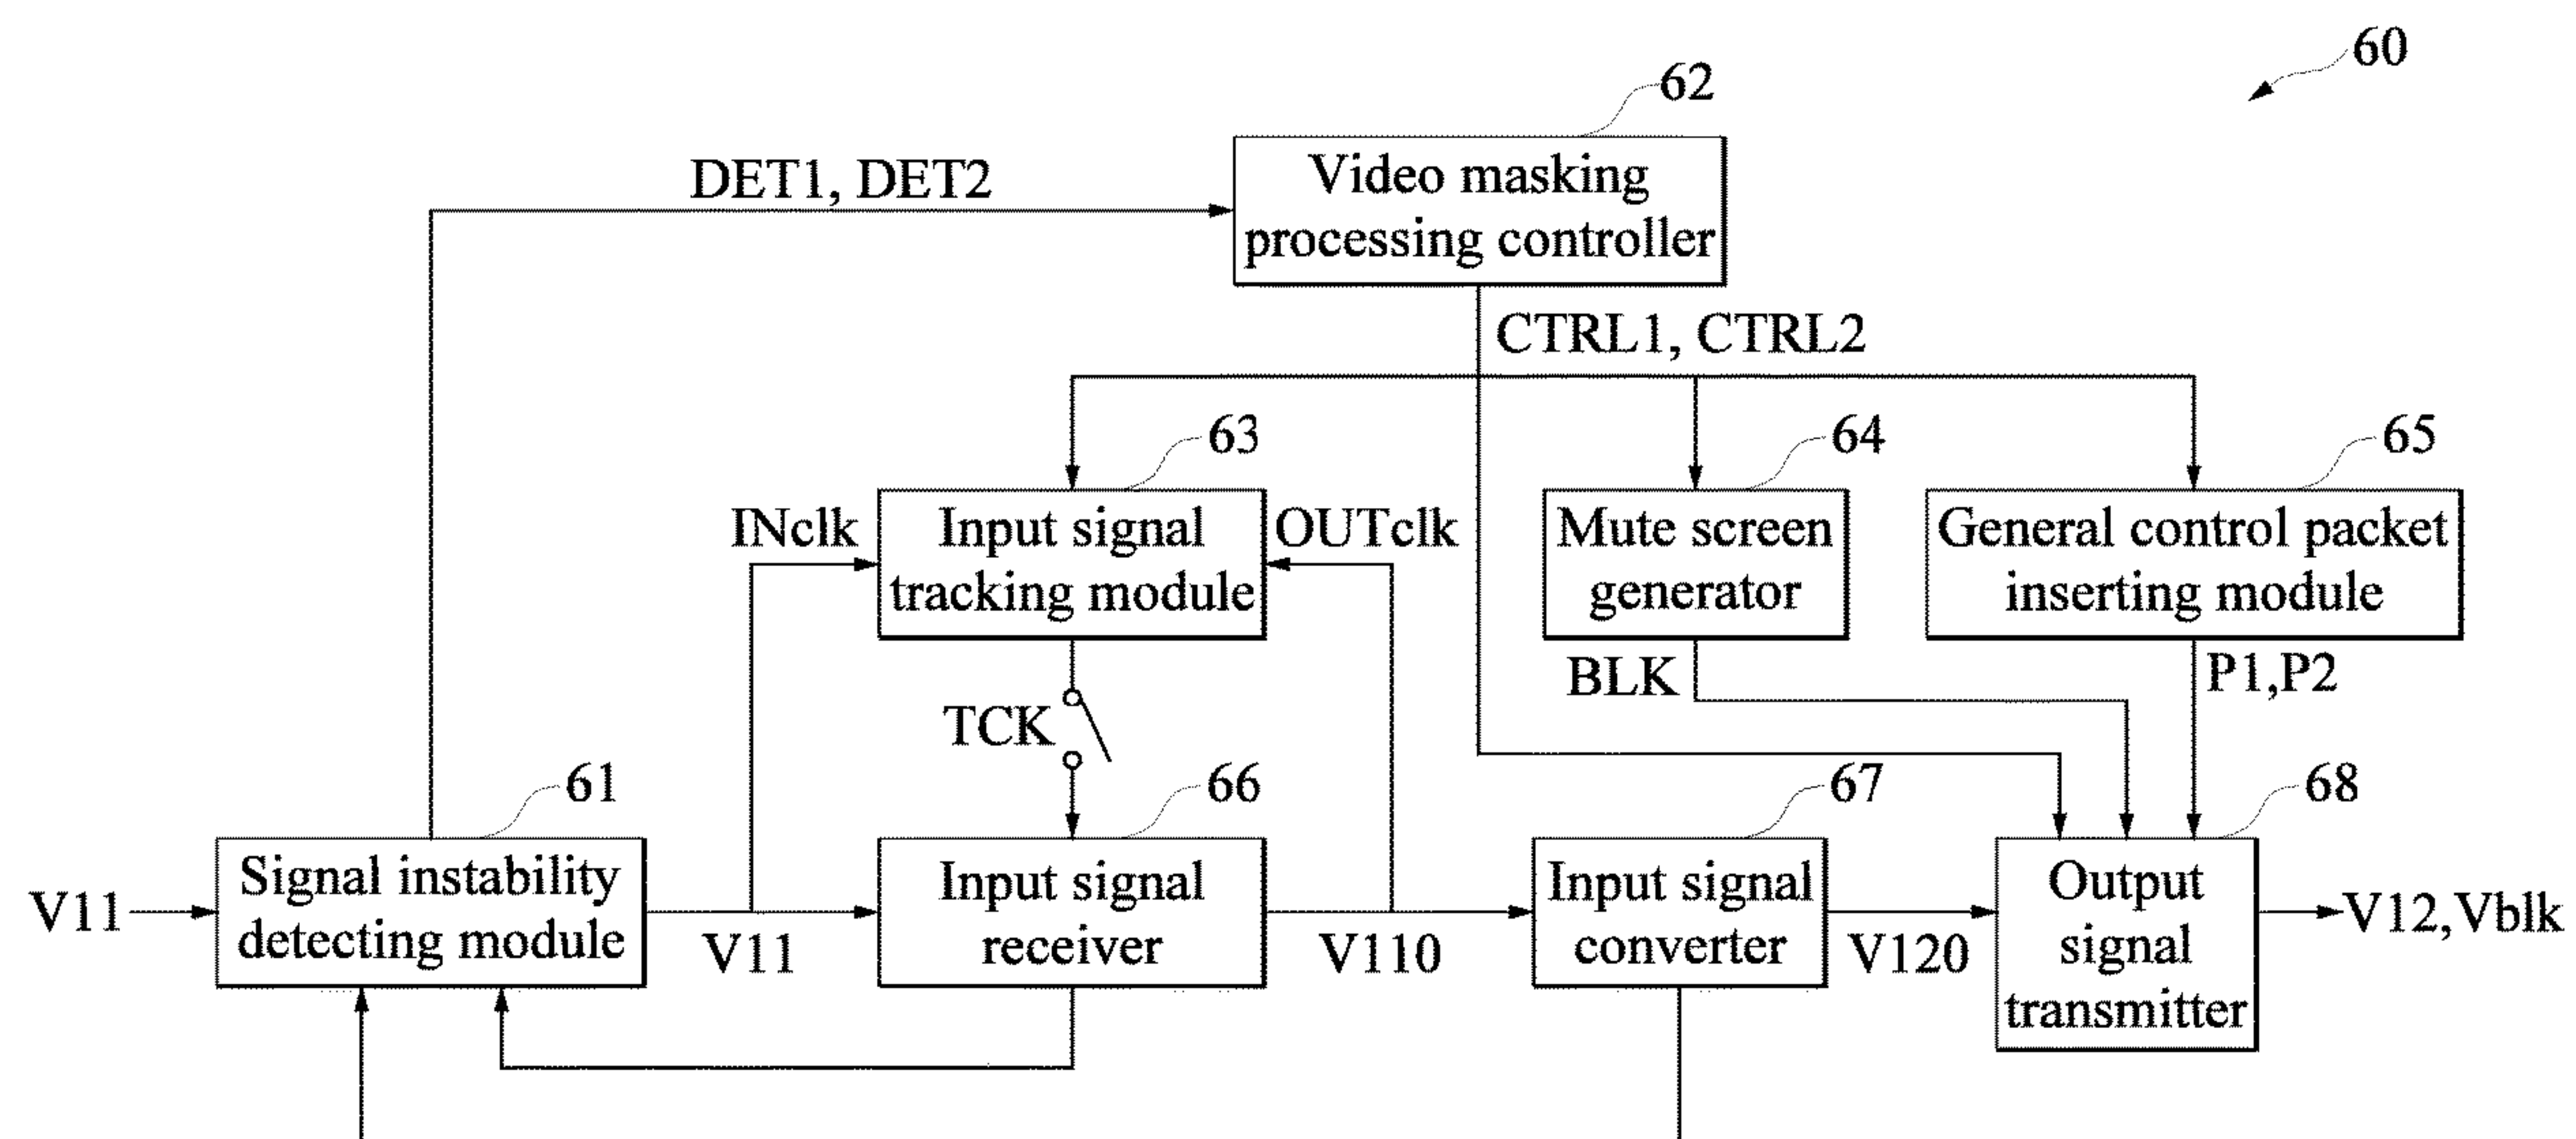 60
62
Video masking
processing controller
DET1, DET2
CTRL1, CTRL2
63
64
65
INclk
Input signal
tracking module
OUTclk
Mute screen
generator
General control packet
inserting module
TCK
BLK
P1,P2
61
66
67
68
V11
Signal instability
detecting module
V11
Input signal
receiver
V110
Input signal
converter
V120
Output
signal
transmitter
V12,Vblk